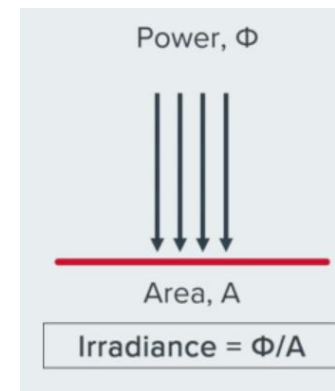 Power, Φ
Area, A
Irradiance = Φ/A